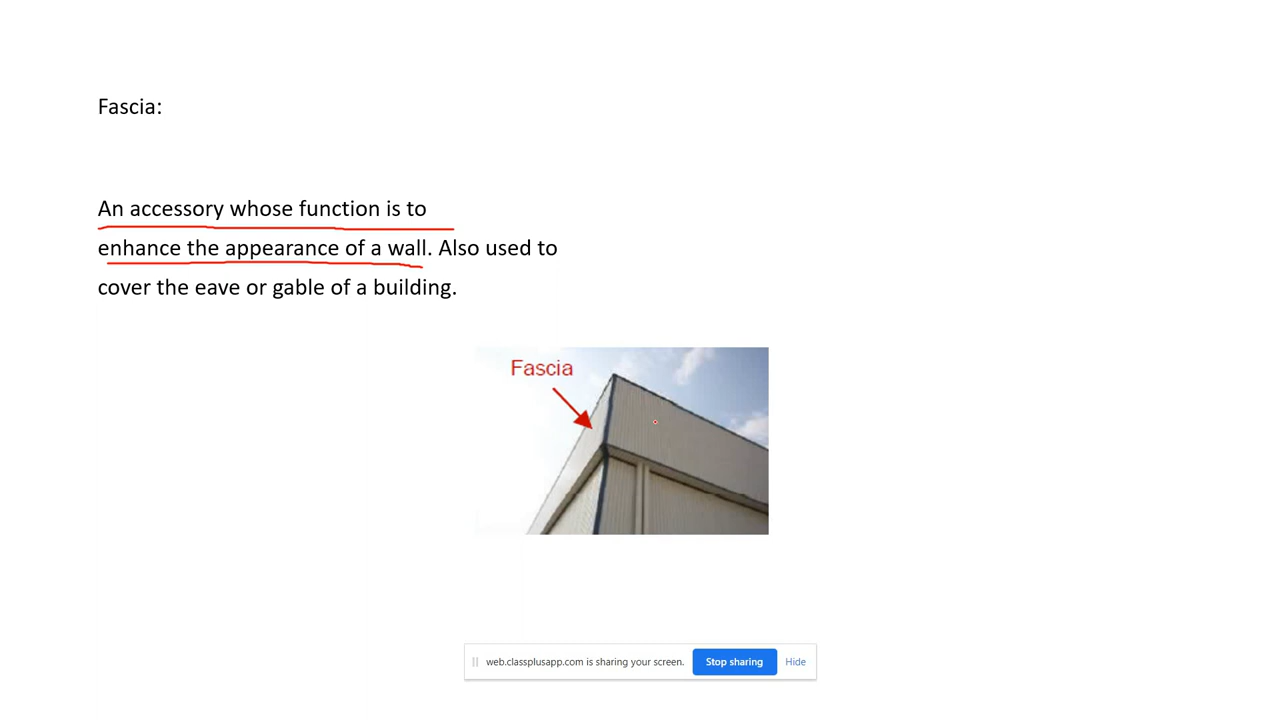 Fascia:
An accessory whose function is to
enhance the appearance of a wall. Also used to
cover the eave or gable of a building.
Fascia
web.classplusapp.com is sharing your screen. Stop sharing Hide